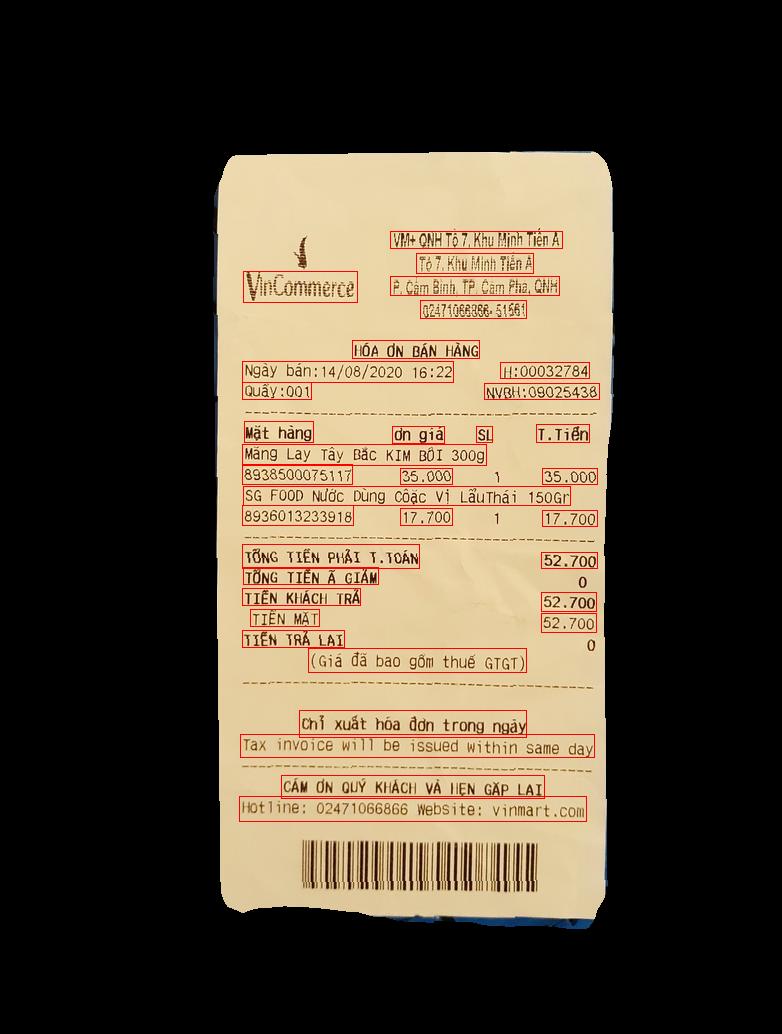 VinCommerce
VM+ QNH Tổ 7, Khu Minh Tiến A
Tổ 7, Khu Minh Tiến A
P. Cẩm Bình, TP. Cẩm Phả, QNH
02471066866-51561
HÓA ƠN BÁN HÀNG
Ngày bán:14/08/2020 16:22 H:00032784
Quầy:001 NVBH:09025438
Mặt hàng ơn giá SL T.Tiền
Măng Lay Tây Bắc KIM BÔI 300g
8938500075117 35.000 1 35.000
SG FOOD Nước Dùng Côặc Vị LẩuThái 150Gr
8936013233918 17.700 1 17.700
TỔNG TIỀN PHẢI T.TOÁN 52.700
TỔNG TIỀN Ã GIẢM 0
TIỀN KHÁCH TRẢ 52.700
TIỀN MẶT 52.700
TIỀN TRẢ LẠI 0
(Giá đã bao gồm thuế GTGT)
Chỉ xuất hóa đơn trong ngày
Tax invoice will be issued within same day
CẢM ƠN QUÝ KHÁCH VÀ HẸN GẶP LẠI
Hotline: 02471066866 Website: vinmart.com